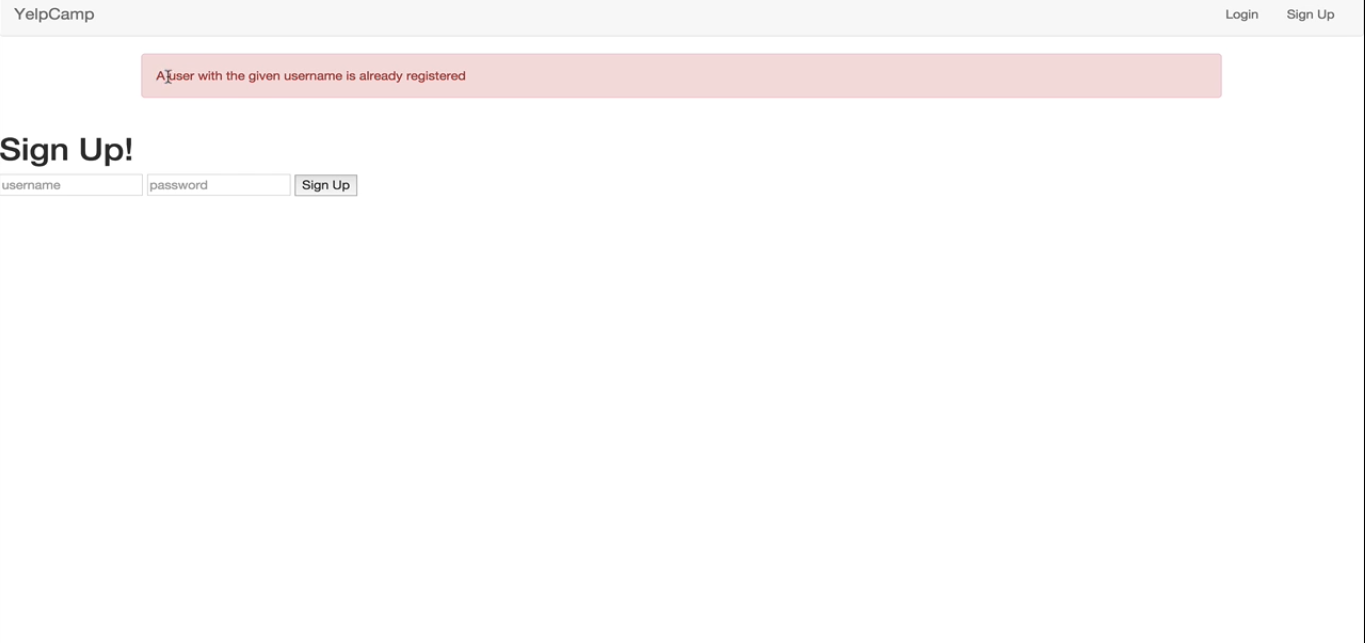 YelpCamp Login Sign Up
A user with the given username is already registered
Sign Up!
username password Sign Up